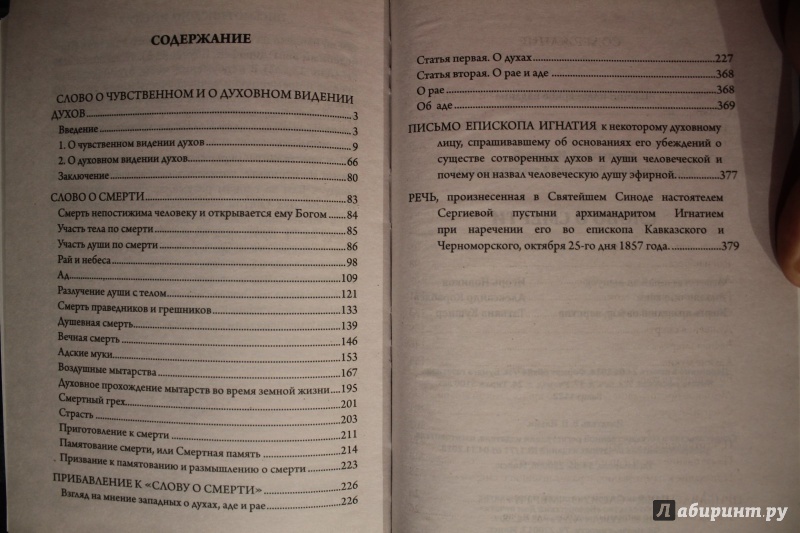 СОДЕРЖАНИЕ
СЛОВО О ЧУВСТВЕННОМ И О ДУХОВНОМ ВИДЕНИИ
ДУХОВ 3
Введение 3
1. О чувственном видении духов 9
2. О духовном видении духов 66
Заключение 80
СЛОВО О СМЕРТИ 83
Смерть непостижима человеку и открывается ему Богом 84
Участь тела по смерти 85
Участь души по смерти 86
Рай и небеса 98
Ад 109
Разлучение души с телом 121
Смерть праведников и грешников 133
Душевная смерть 139
Вечная смерть 146
Адские муки 153
Воздушные мытарства 167
Духовное прохождение мытарств во время земной жизни 195
Смертный грех 201
Страсть 203
Приготовление к смерти 211
Памятование смерти, или Смертная память 214
Призвание к памятованию и размышлению о смерти 223
ПРИБАВЛЕНИЕ К «СЛОВУ О СМЕРТИ» 226
Взгляд на мнение западных о духах, аде и рае 226
Статья первая. О духах 227
Статья вторая. О рае и аде 368
О рае 368
Об аде 369
ПИСЬМО ЕПИСКОПА ИГНАТИЯ к некоторому духовному
лицу, спрашивавшему об основаниях его убеждений о
существе сотворенных духов и души человеческой и
почему он назвал человеческую душу эфирной. 377
РЕЧЬ, произнесенная в Святейшем Синоде настоятелем
Сергиевой пустыни архимандритом Игнатием
при наречении его во епископа Кавказского и
Черноморского, октября 25-го дня 1857 года. 379
Лабиринт.ру